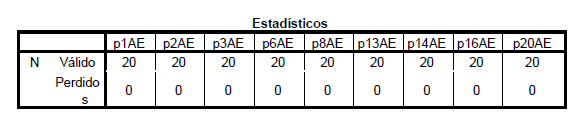 Estadísticos
p1AE p2AE p3AE p6AE p8AE p13AE p14AE p16AE p20AE
N Válido 20 20 20 20 20 20 20 20 20
Perdido
s 0 0 0 0 0 0 0 0 0